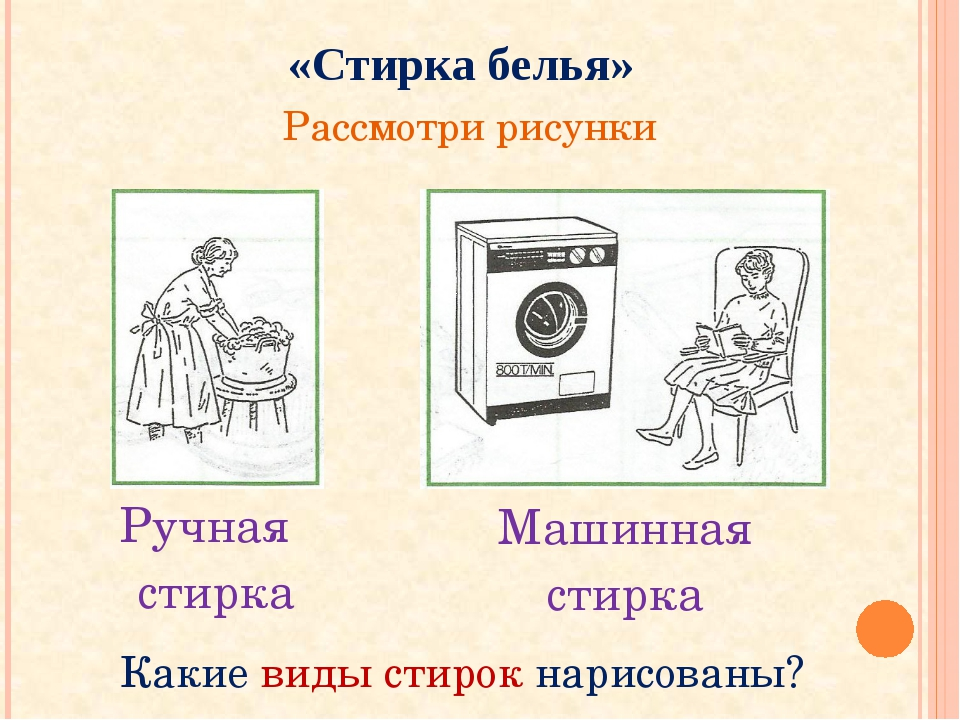 «Стирка белья»
Рассмотри рисунки
800T/MIN.
Ручная
стирка
Машинная
стирка
Какие виды стирок нарисованы?